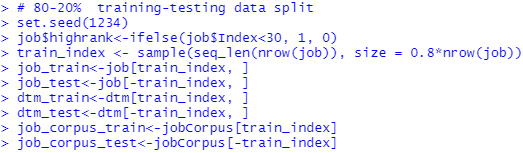 > # 80-20%  training-testing data split
> set.seed(1234)
> job$highrank<-ifelse(job$Index<30, 1, 0)
> train_index <- sample(seq_len(nrow(job)), size = 0.8*nrow(job))
> job_train<-job[train_index, ]
> job_test<-job[-train_index, ]
> dtm_train<-dtm[train_index, ]
> dtm_test<-dtm[-train_index, ]
> job_corpus_train<-jobCorpus[train_index]
> job_corpus_test<-jobCorpus[-train_index]